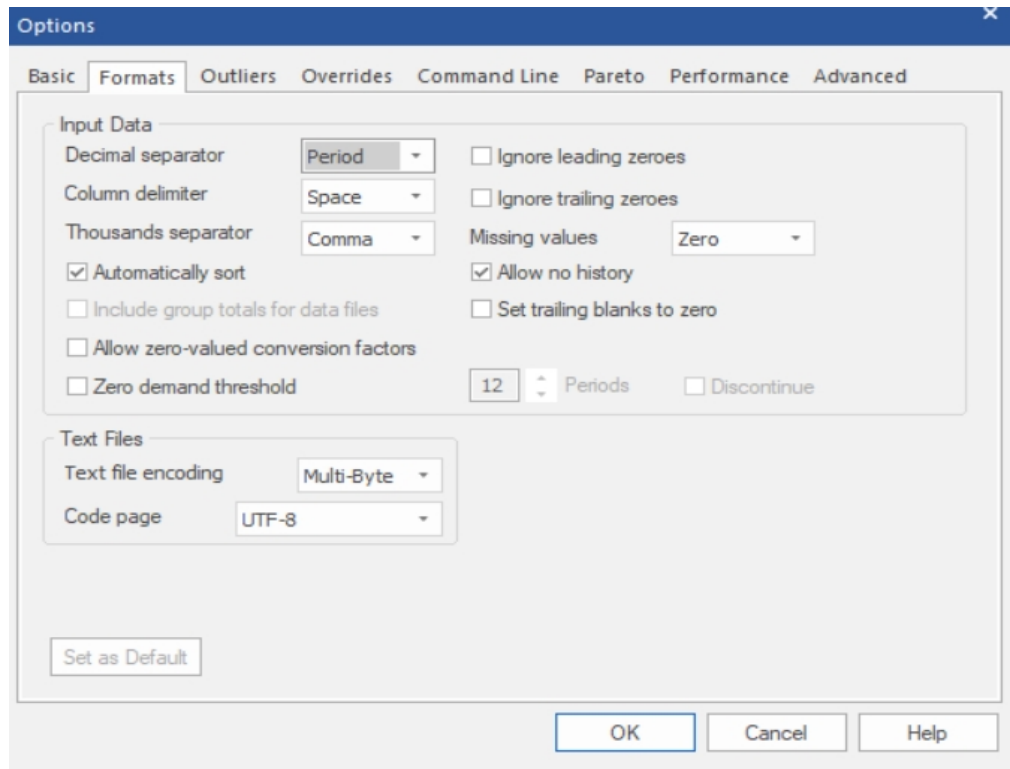 Options
Basic Formats Outliers Overrides Command Line Pareto Performance Advanced
Input Data
Decimal separator Period Ignore leading zeroes
Column delimiter Space Ignore trailing zeroes
Thousands separator Comma Missing values Zero
Automatically sort Allow no history
Include group totals for data files Set trailing blanks to zero
Allow zero-valued conversion factors
Zero demand threshold 12 Periods Discontinue
Text Files
Text file encoding Multi-Byte
Code page UTF-8
Set as Default
OK Cancel Help